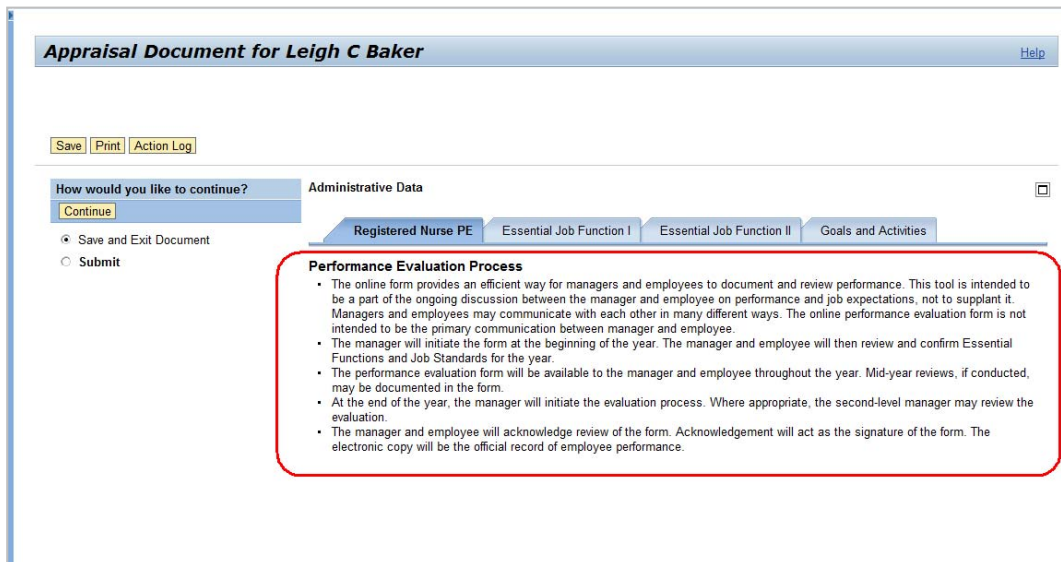 Appraisal Document for Leigh C Baker
Help
Save Print Action Log
How would you like to continue?
Continue
Save and Exit Document
Submit
Administrative Data
Registered Nurse PE Essential Job Function I Essential Job Function II Goals and Activities
Performance Evaluation Process
▪ The online form provides an efficient way for managers and employees to document and review performance. This tool is intended to
be a part of the ongoing discussion between the manager and employee on performance and job expectations, not to supplant it.
Managers and employees may communicate with each other in many different ways. The online performance evaluation form is not
intended to be the primary communication between manager and employee.
▪ The manager will initiate the form at the beginning of the year. The manager and employee will then review and confirm Essential
Functions and Job Standards for the year.
▪ The performance evaluation form will be available to the manager and employee throughout the year. Mid-year reviews, if conducted,
may be documented in the form.
▪ At the end of the year, the manager will initiate the evaluation process. Where appropriate, the second-level manager may review the
evaluation.
▪ The manager and employee will acknowledge review of the form. Acknowledgement will act as the signature of the form. The
electronic copy will be the official record of employee performance.